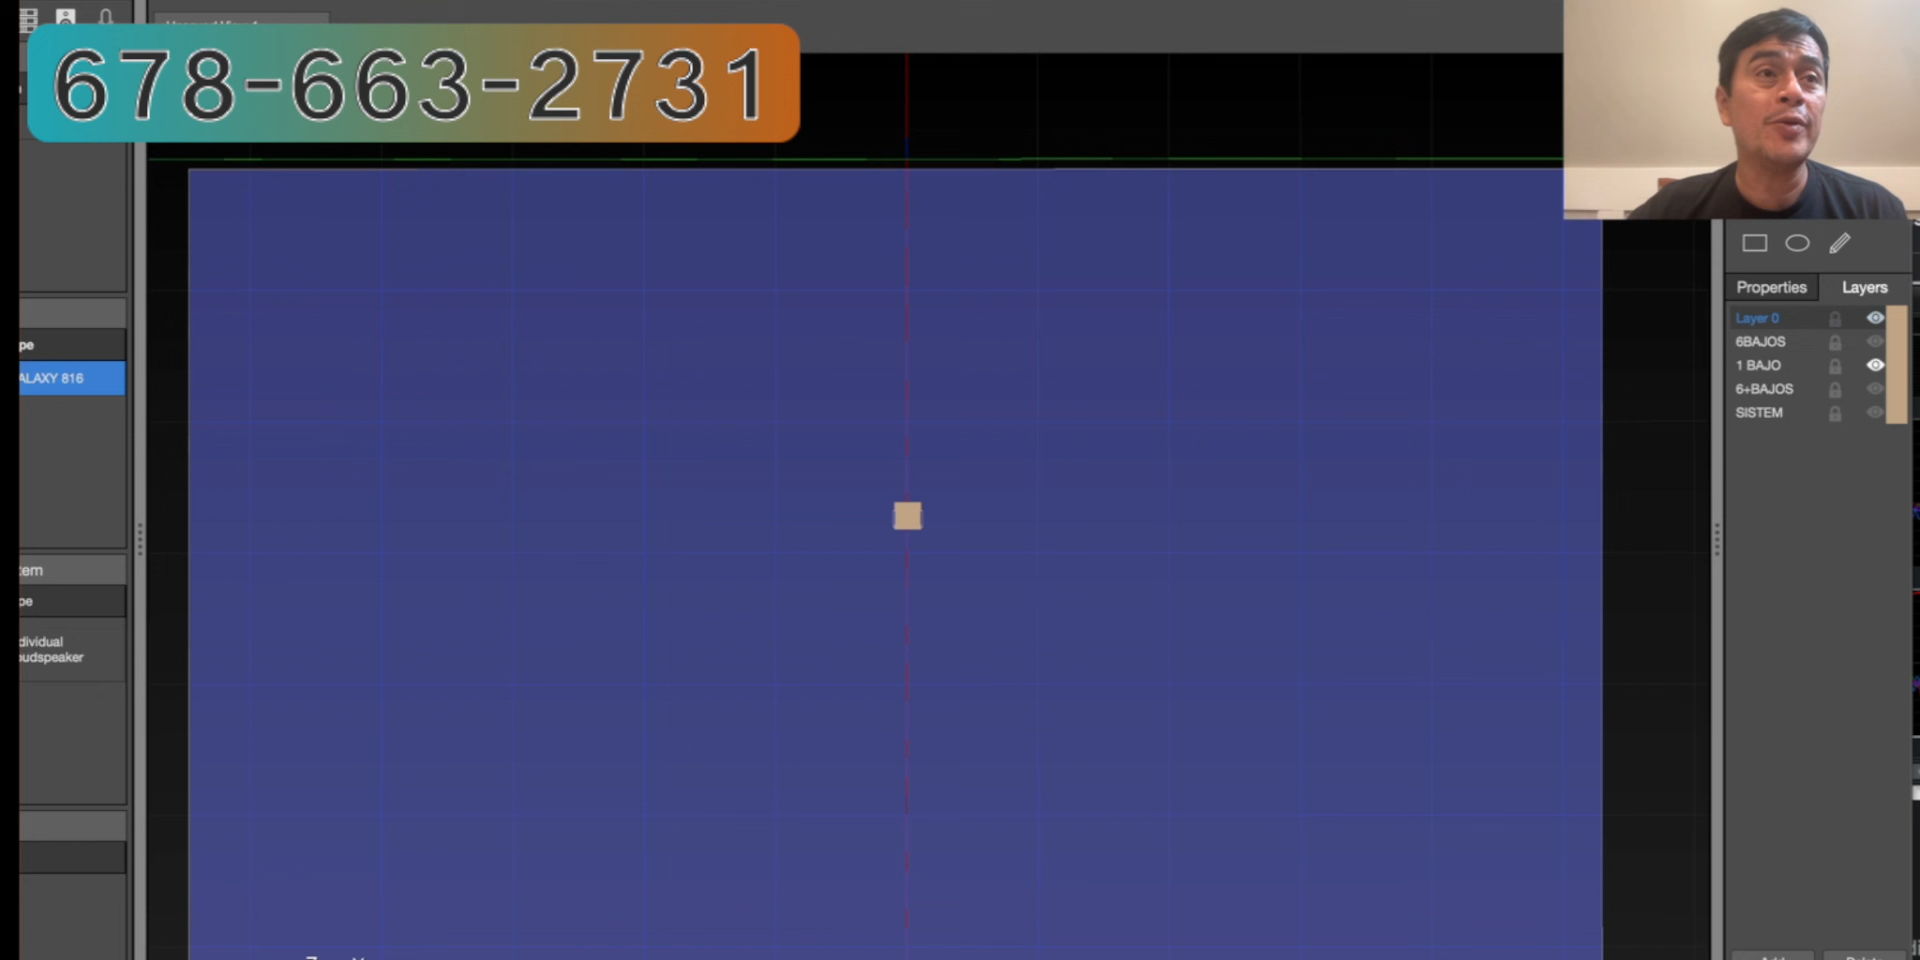 678-663-2731
Properties
Layers
Layer 0
6BAJOS
1 BAJO
6+BAJOS
SISTEM
pe
ALAXY 816
tem
pe
dividual
oudspeaker